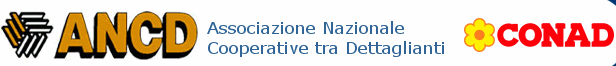 ANCD
Associazione Nazionale
Cooperative tra Dettaglianti
CONAD